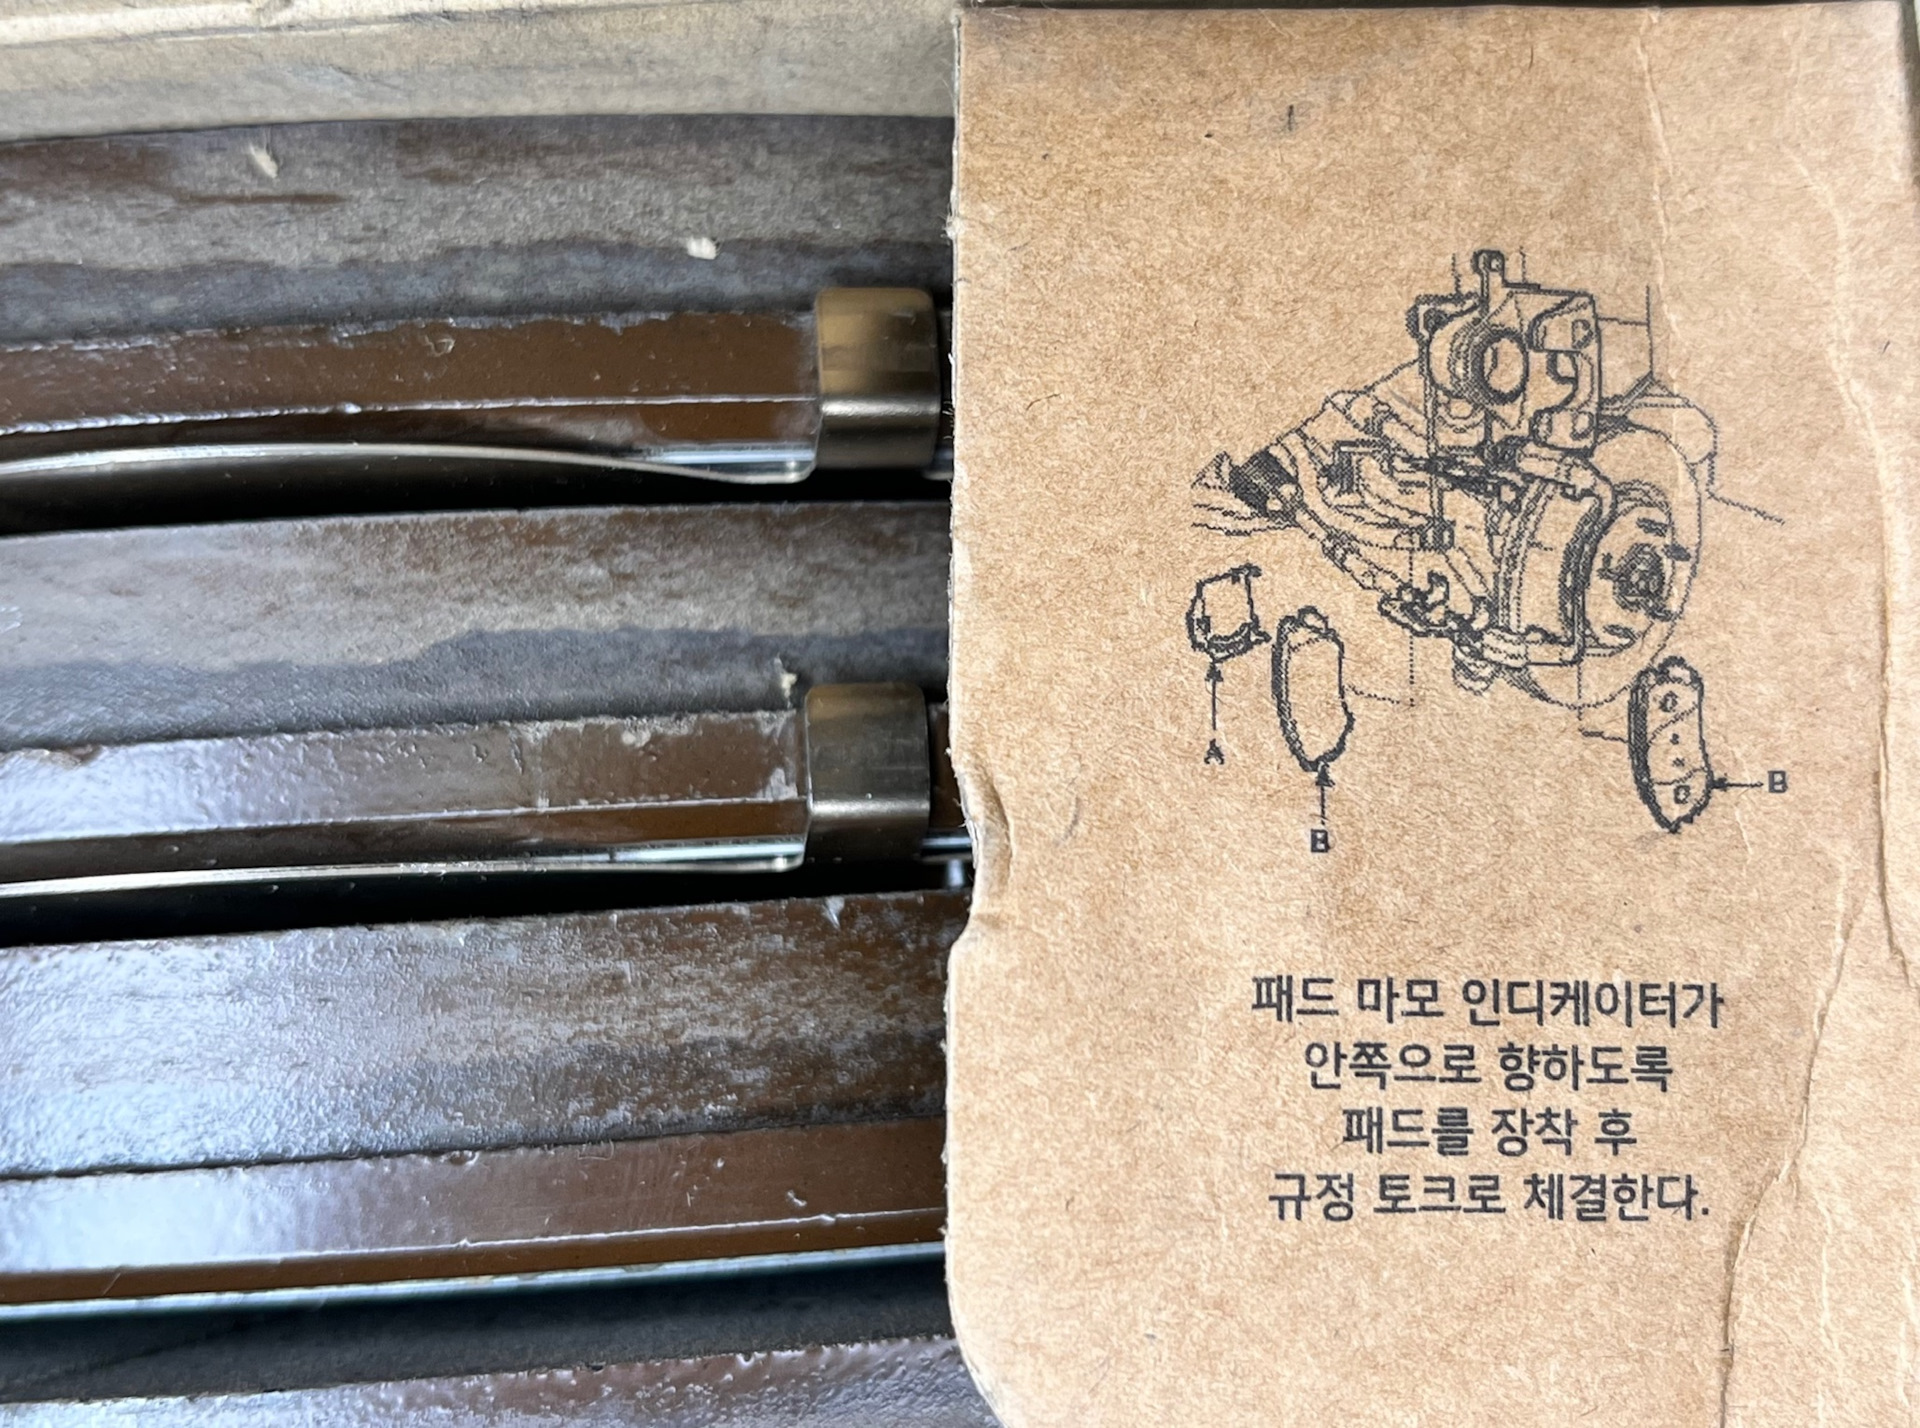 A
B
B
패드 마모 인디케이터가
안쪽으로 향하도록
패드를 장착 후
규정 토크로 체결한다.